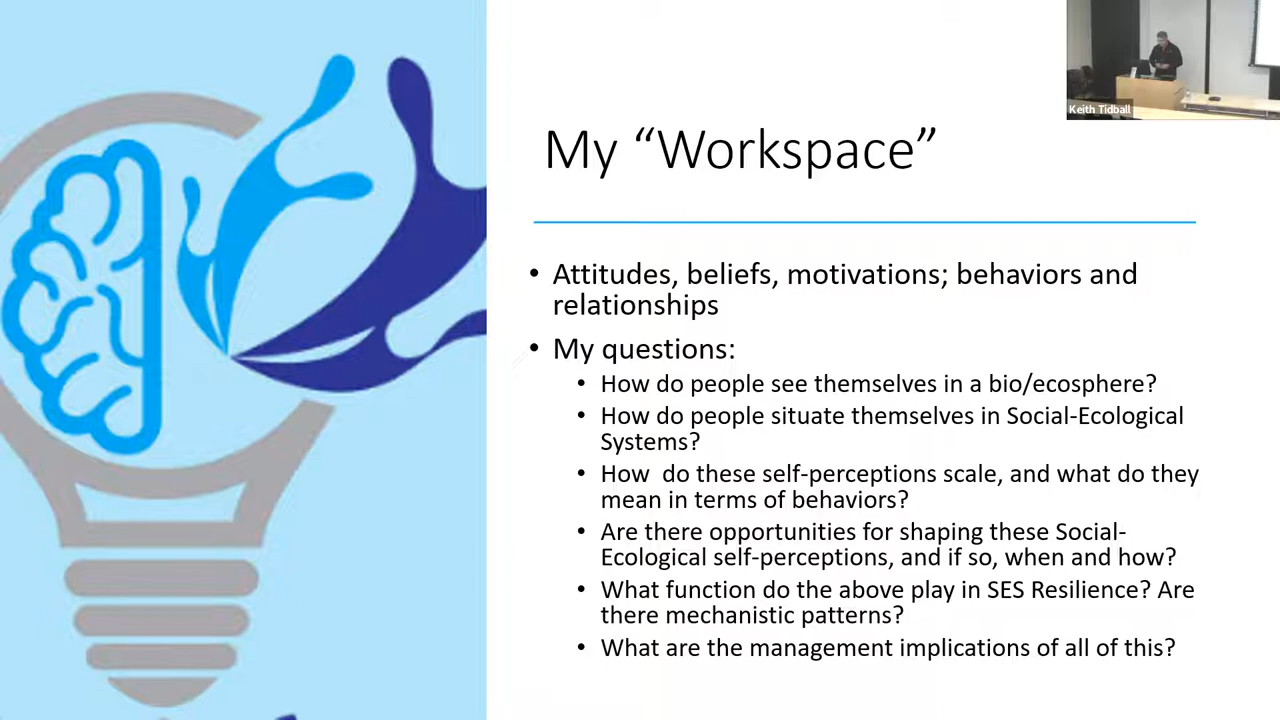 Keith Tidball
My “Workspace”
• Attitudes, beliefs, motivations; behaviors and
relationships
• My questions:
• How do people see themselves in a bio/ecosphere?
• How do people situate themselves in Social-Ecological
Systems?
• How  do these self-perceptions scale, and what do they
mean in terms of behaviors?
• Are there opportunities for shaping these Social-
Ecological self-perceptions, and if so, when and how?
• What function do the above play in SES Resilience? Are
there mechanistic patterns?
• What are the management implications of all of this?